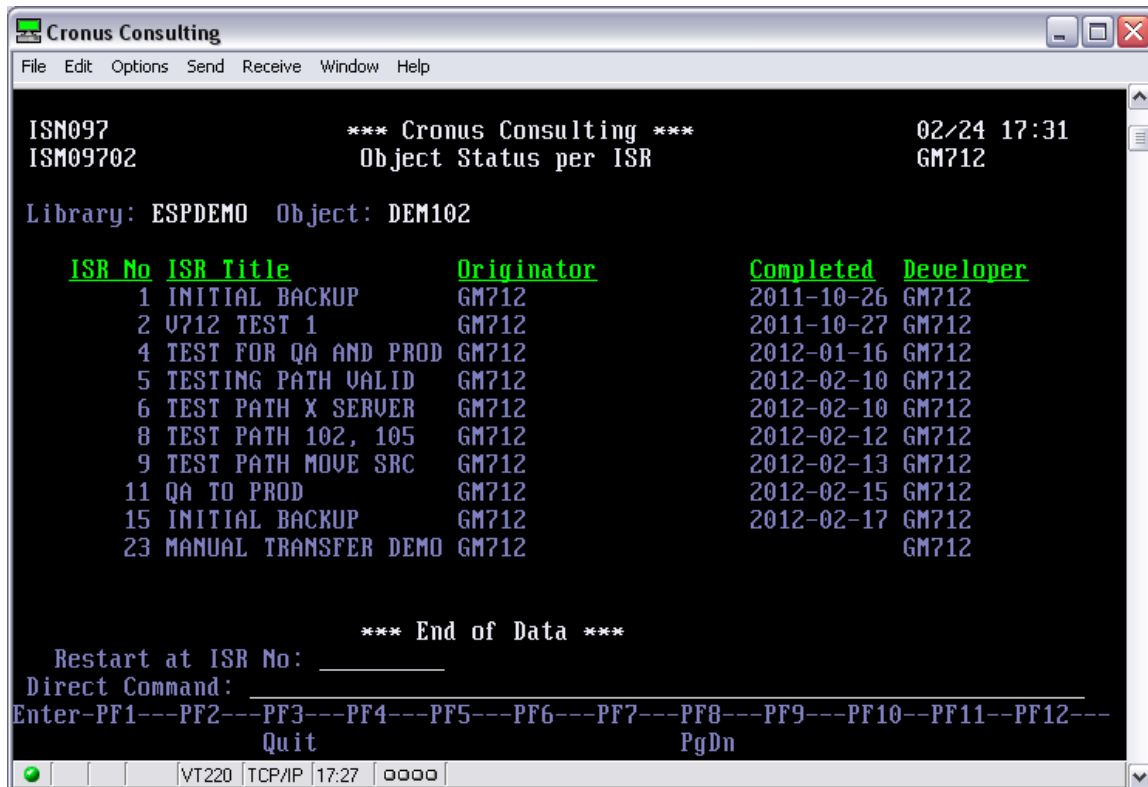 Cronus Consulting
File Edit Options Send Receive Window Help
ISN097 *** Cronus Consulting *** 02/24 17:31
ISM09702 Object Status per ISR GM712
Library: ESPDEMO Object: DEM102
ISR No ISR Title Originator Completed Developer
1 INITIAL BACKUP GM712 2011-10-26 GM712
2 V712 TEST 1 GM712 2011-10-27 GM712
4 TEST FOR QA AND PROD GM712 2012-01-16 GM712
5 TESTING PATH VALID GM712 2012-02-10 GM712
6 TEST PATH X SERVER GM712 2012-02-10 GM712
8 TEST PATH 102, 105 GM712 2012-02-12 GM712
9 TEST PATH MOVE SRC GM712 2012-02-13 GM712
11 QA TO PROD GM712 2012-02-15 GM712
15 INITIAL BACKUP GM712 2012-02-17 GM712
23 MANUAL TRANSFER DEMO GM712 GM712
*** End of Data ***
Restart at ISR No: __________
Direct Command: ________________________________________
Enter-PF1---PF2---PF3---PF4---PF5---PF6---PF7---PF8---PF9---PF10--PF11--PF12---
Quit PgDn
VT220 TCP/IP 17:27